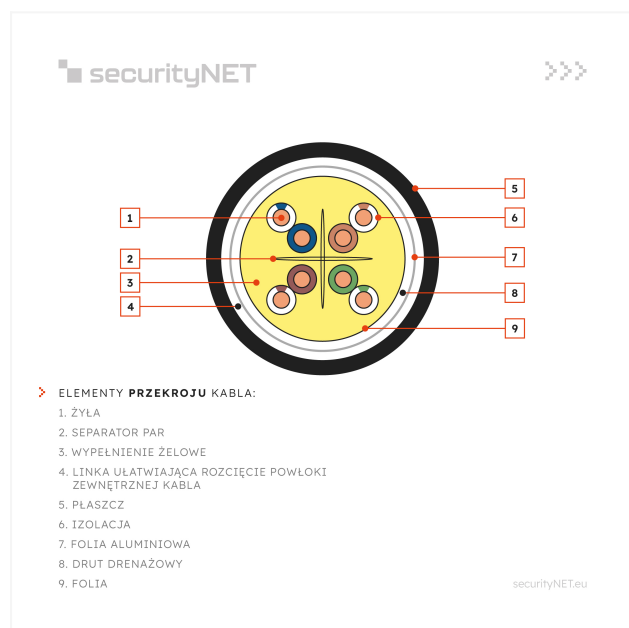 securityNET
1
2
3
4
5
6
7
8
9
ELEMENTY PRZEKROJU KABLA:
1. ŻYŁA
2. SEPARATOR PAR
3. WYPEŁNIENIE ŻELOWE
4. LINKA UŁATWIAJĄCA ROZCIĘCIE POWŁOKI
ZEWNĘTRZNEJ KABLA
5. PŁASZCZ
6. IZOLACJA
7. FOLIA ALUMINIOWA
8. DRUT DRENAŻOWY
9. FOLIA
securityNET.eu